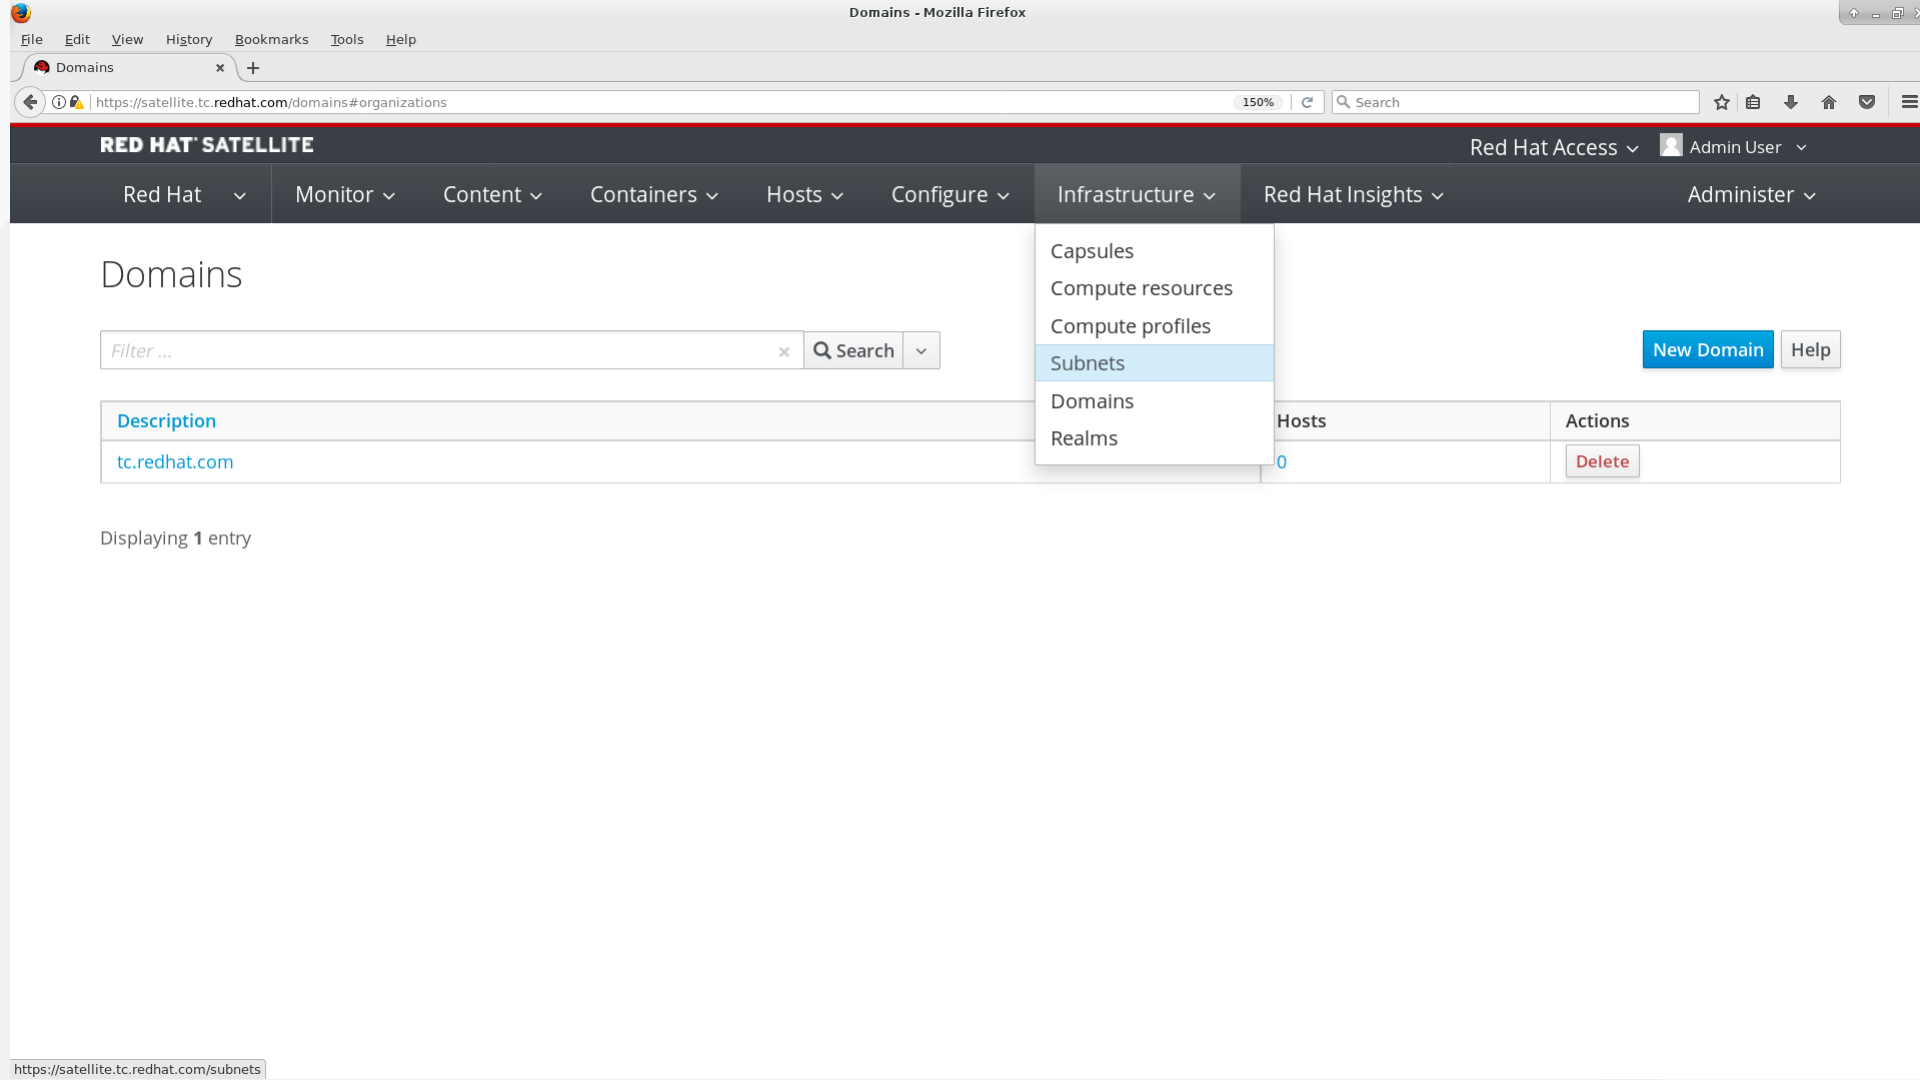 Domains - Mozilla Firefox
File Edit View History Bookmarks Tools Help
Domains
https://satellite.tc.redhat.com/domains#organizations 150% Search
RED HAT SATELLITE Red Hat Access Admin User
Red Hat Monitor Content Containers Hosts Configure Infrastructure Red Hat Insights Administer
Capsules
Compute resources
Compute profiles
Subnets
Domains
Realms
Domains
Filter ... Search New Domain Help
Description Hosts Actions
tc.redhat.com 0 Delete
Displaying 1 entry
https://satellite.tc.redhat.com/subnets